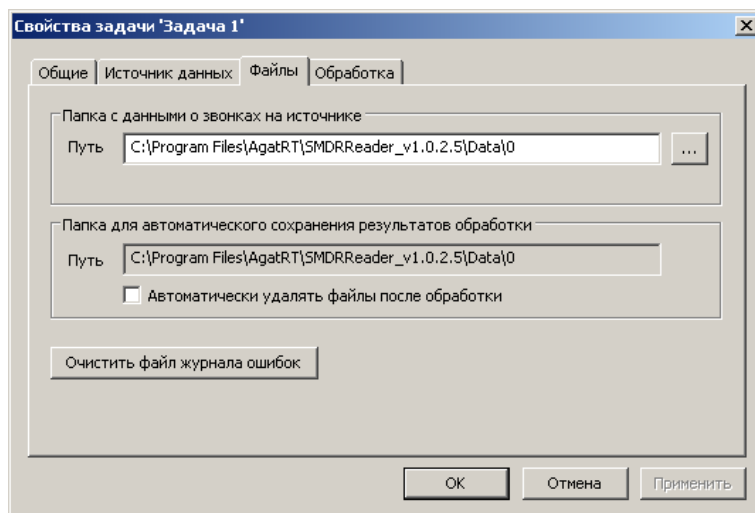 Свойства задачи 'Задача 1'
Общие Источник данных Файлы Обработка
Папка с данными о звонках на источнике
Путь C:\Program Files\AgatRT\SMDRReader_v1.0.2.5\Data\0 ...
Папка для автоматического сохранения результатов обработки
Путь C:\Program Files\AgatRT\SMDRReader_v1.0.2.5\Data\0
Автоматически удалять файлы после обработки
Очистить файл журнала ошибок
ОК Отмена Применить